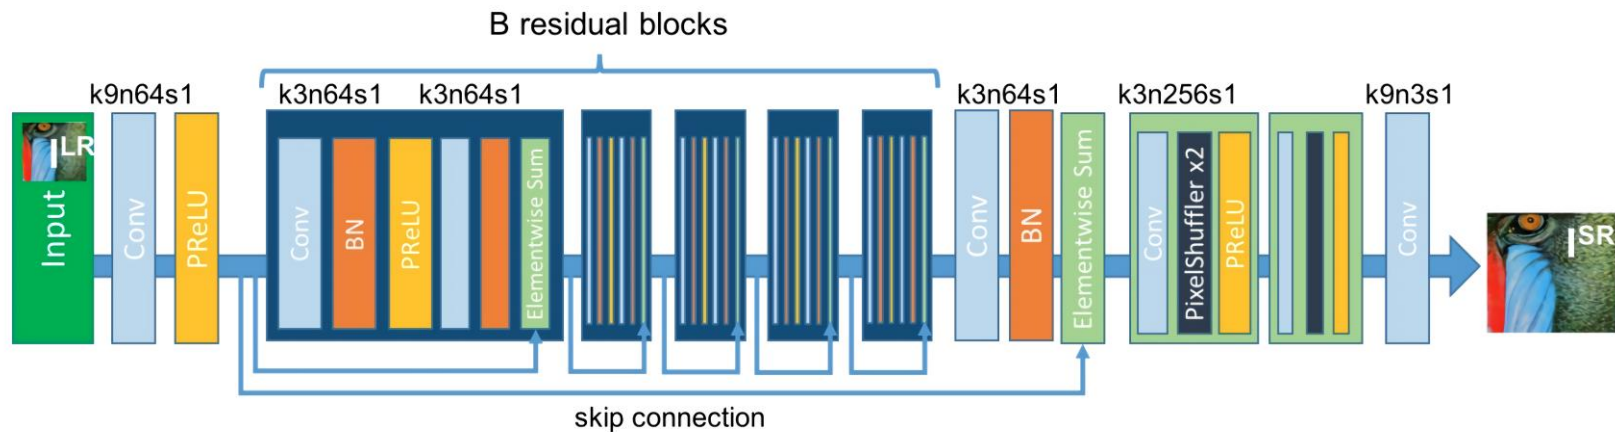 B residual blocks
k9n64s1
k3n64s1
k3n64s1
k3n64s1
k3n256s1
k9n3s1
I^LR
Input
Conv
PReLU
Conv
BN
PReLU
Elementwise Sum
Conv
BN
Elementwise Sum
Conv
PixelShuffler x2
PReLU
Conv
I^SR
skip connection